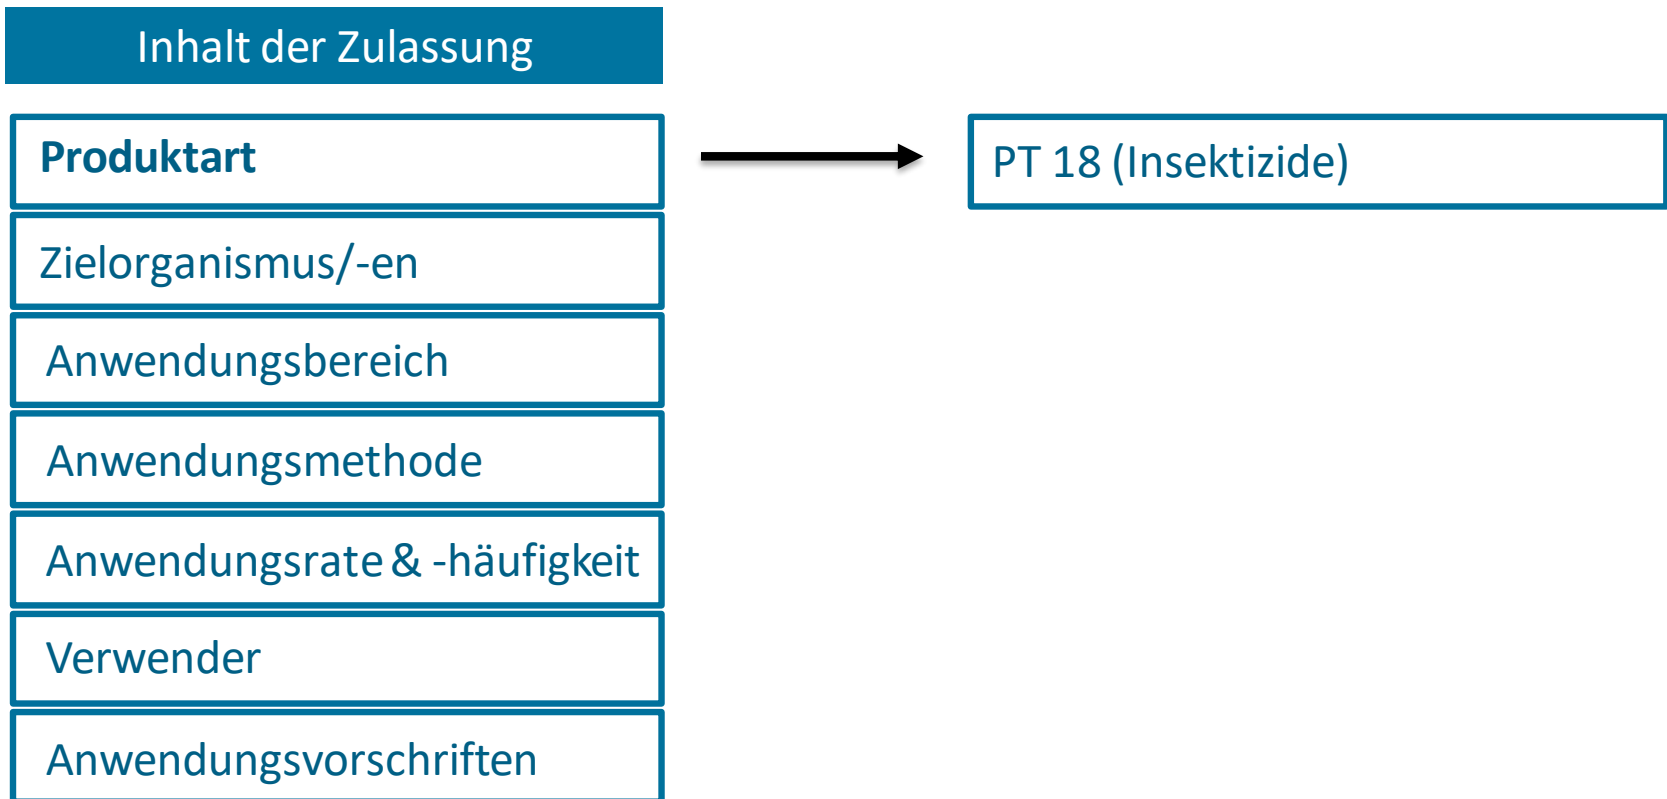 Inhalt der Zulassung
Produktart
PT 18 (Insektizide)
Zielorganismus/-en
Anwendungsbereich
Anwendungsmethode
Anwendungsrate & -häufigkeit
Verwender
Anwendungsvorschriften